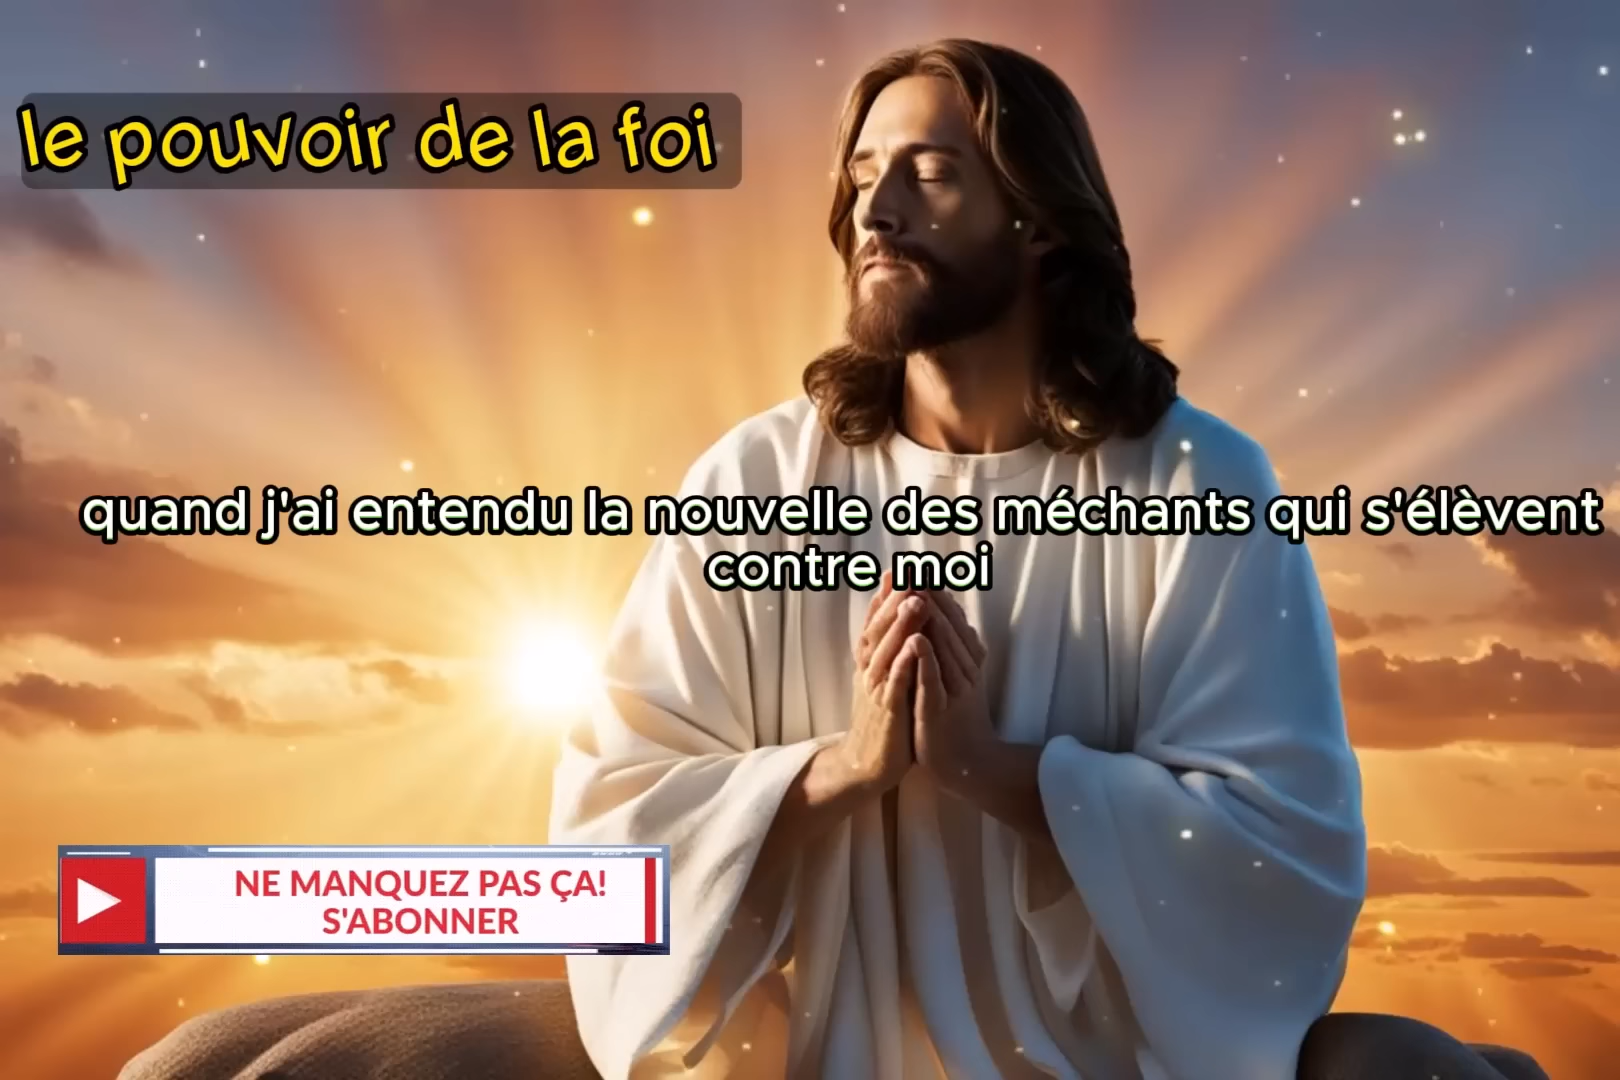 le pouvoir de la foi
quand j'ai entendu la nouvelle des méchants qui s'élèvent
contre moi
NE MANQUEZ PAS ÇA!
S'ABONNER